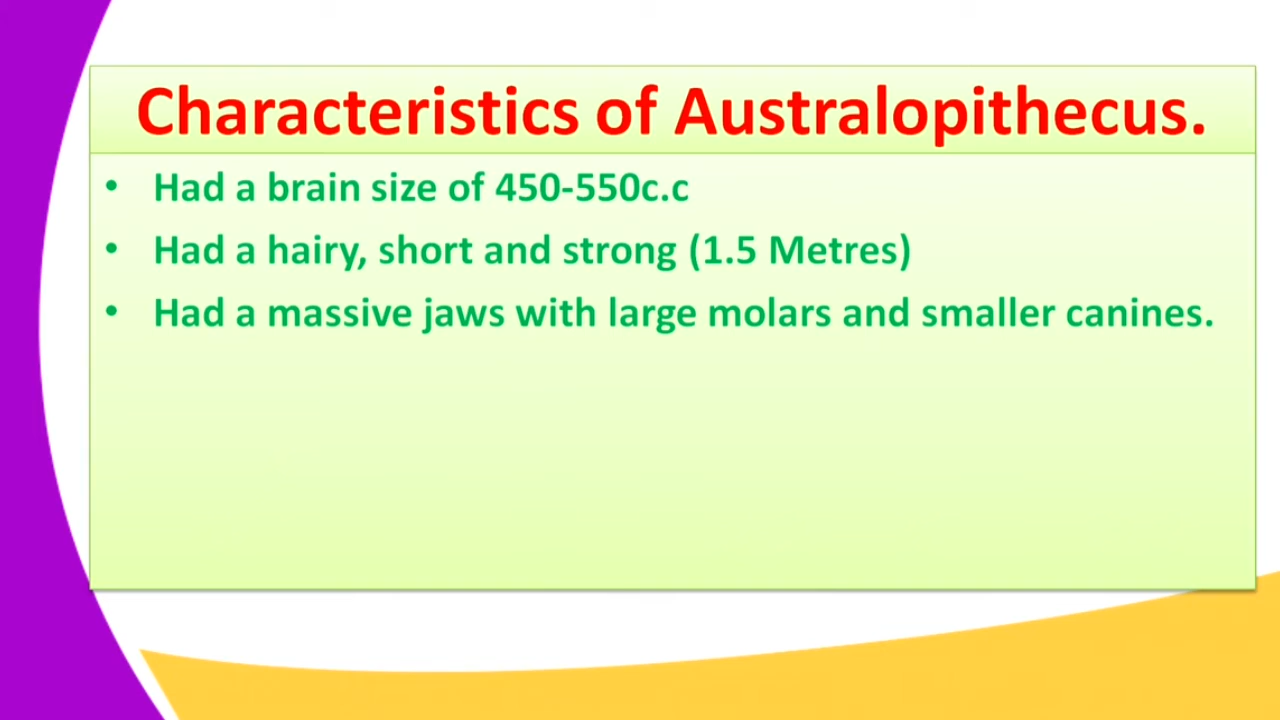 Characteristics of Australopithecus.
• Had a brain size of 450-550c.c
• Had a hairy, short and strong (1.5 Metres)
• Had a massive jaws with large molars and smaller canines.